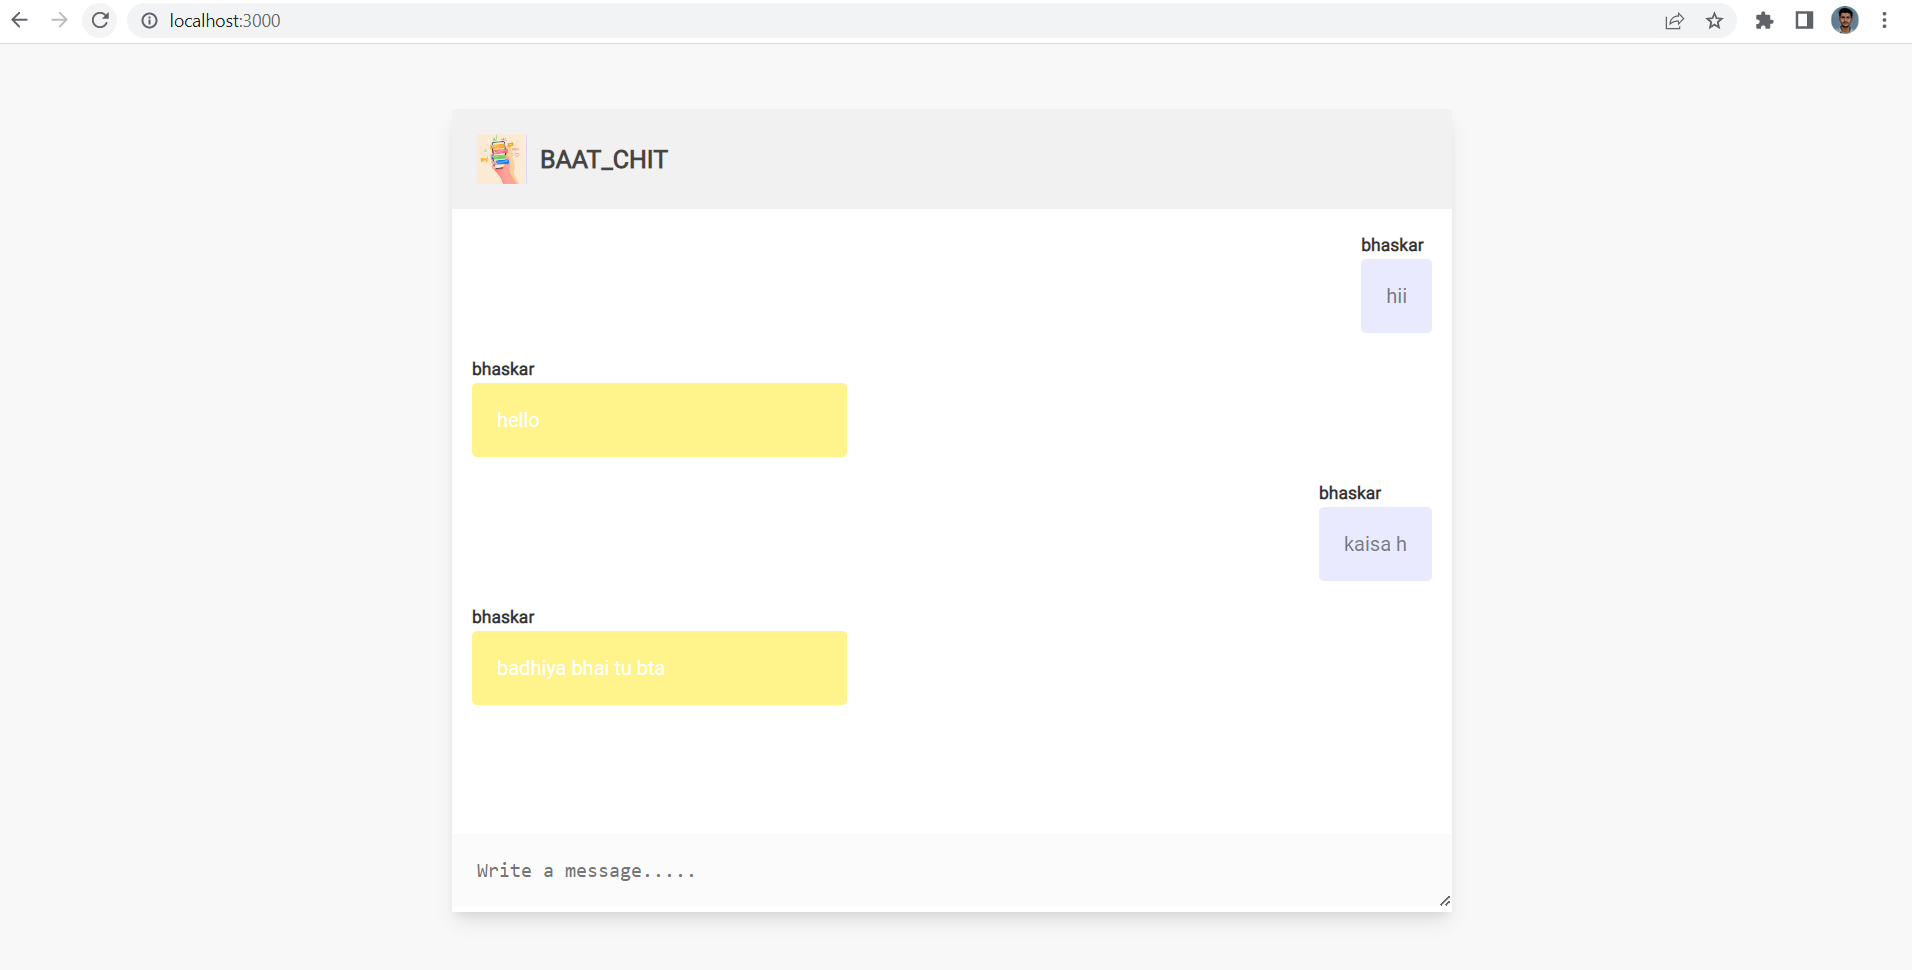 localhost:3000
BAAT_CHIT
bhaskar
hii
bhaskar
hello
bhaskar
kaisa h
bhaskar
badhiya bhai tu bta
Write a message.....